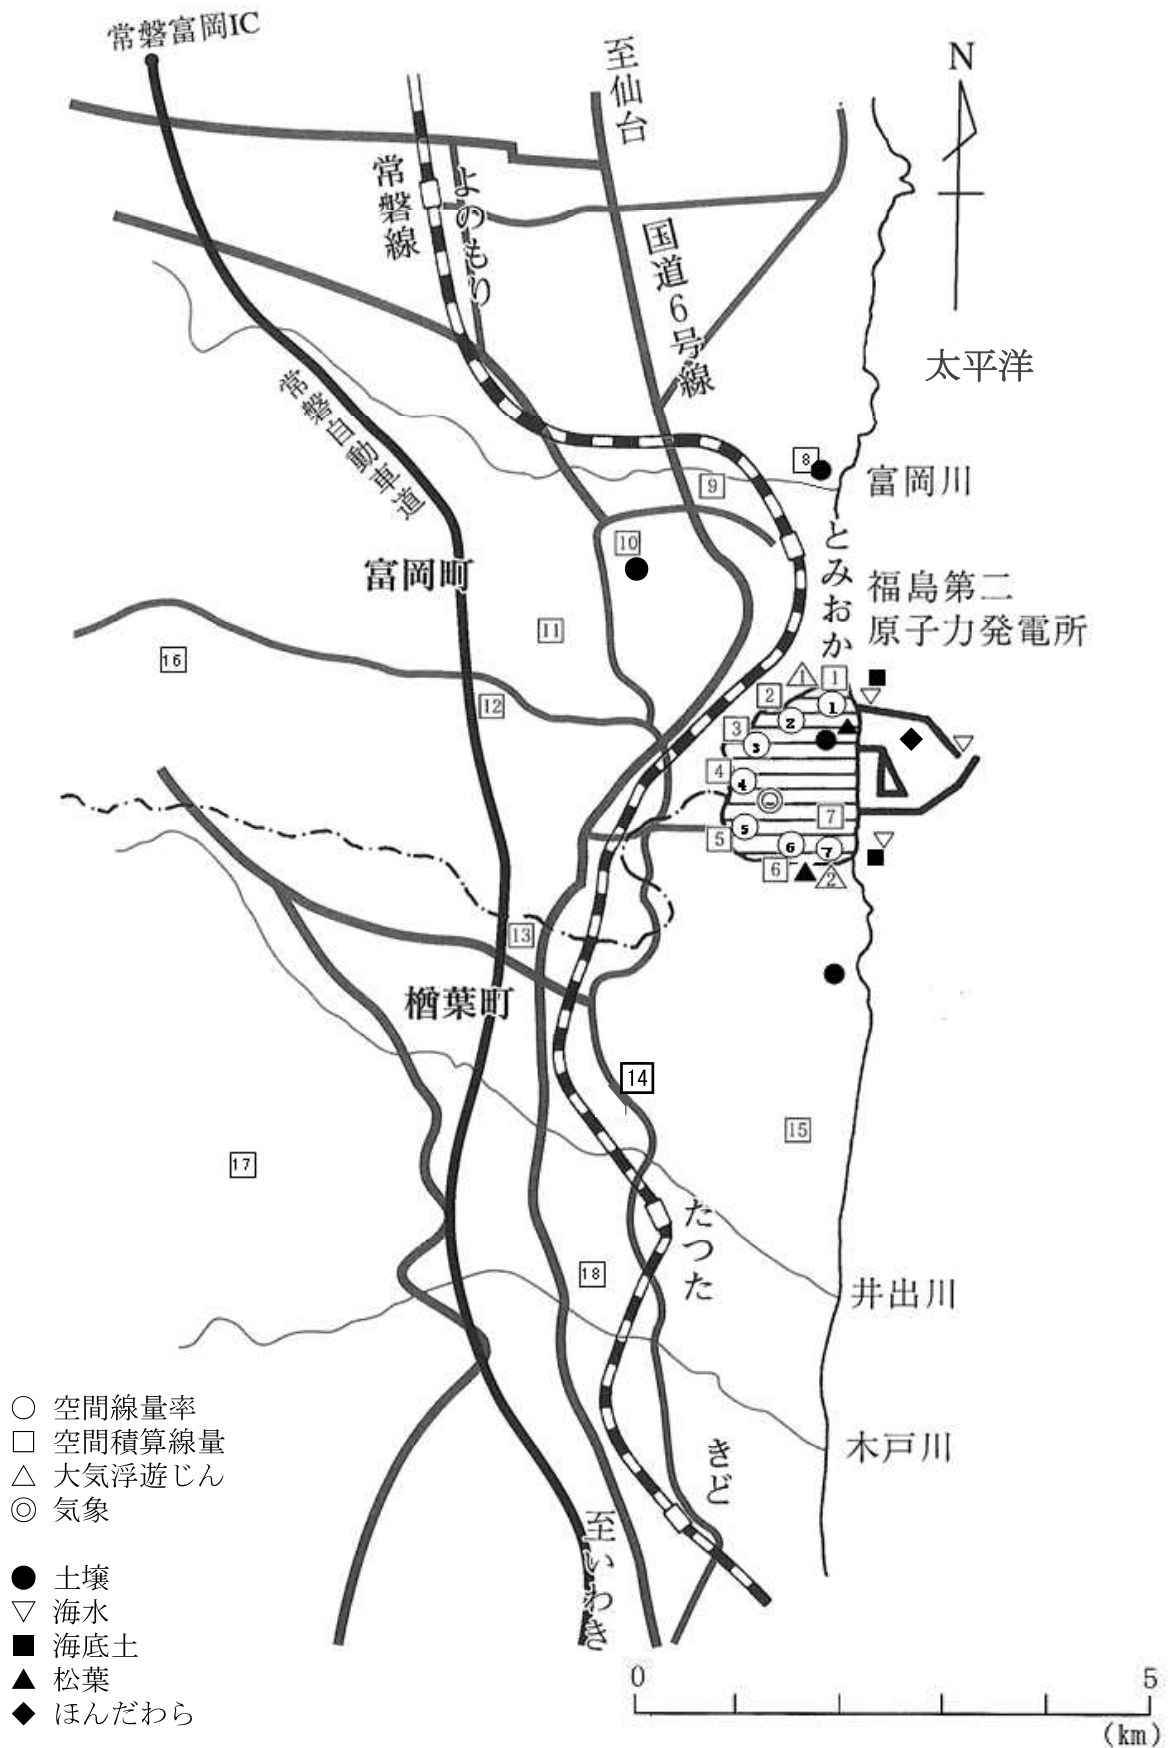 常磐富岡IC
至仙台
N
常磐線
よのもり
国道6号線
太平洋
常磐自動車道
8
富岡川
9
とみおか
10
富岡町
福島第二
原子力発電所
11
16
12
1
1
2
1
2
3
3
4
4
5
5
6
7
7
6
2
13
楢葉町
14
15
17
たつた
18
井出川
きど
木戸川
至いわき
○ 空間線量率
□ 空間積算線量
△ 大気浮遊じん
◎ 気象
● 土壌
▽ 海水
■ 海底土
▲ 松葉
◆ ほんだわら
0 5
(km)